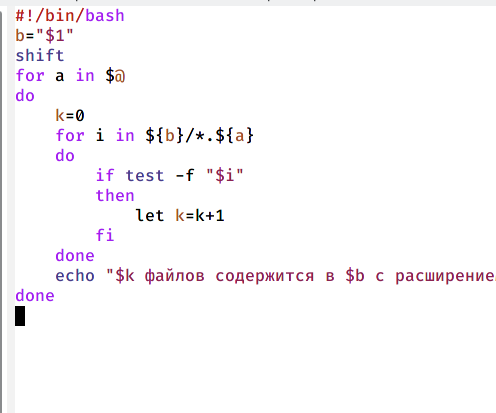 #!/bin/bash
b="$1"
shift
for a in $@
do
    k=0
    for i in ${b}/*.${a}
    do
        if test -f "$i"
        then
            let k=k+1
        fi
    done
    echo "$k файлов содержится в $b с
done